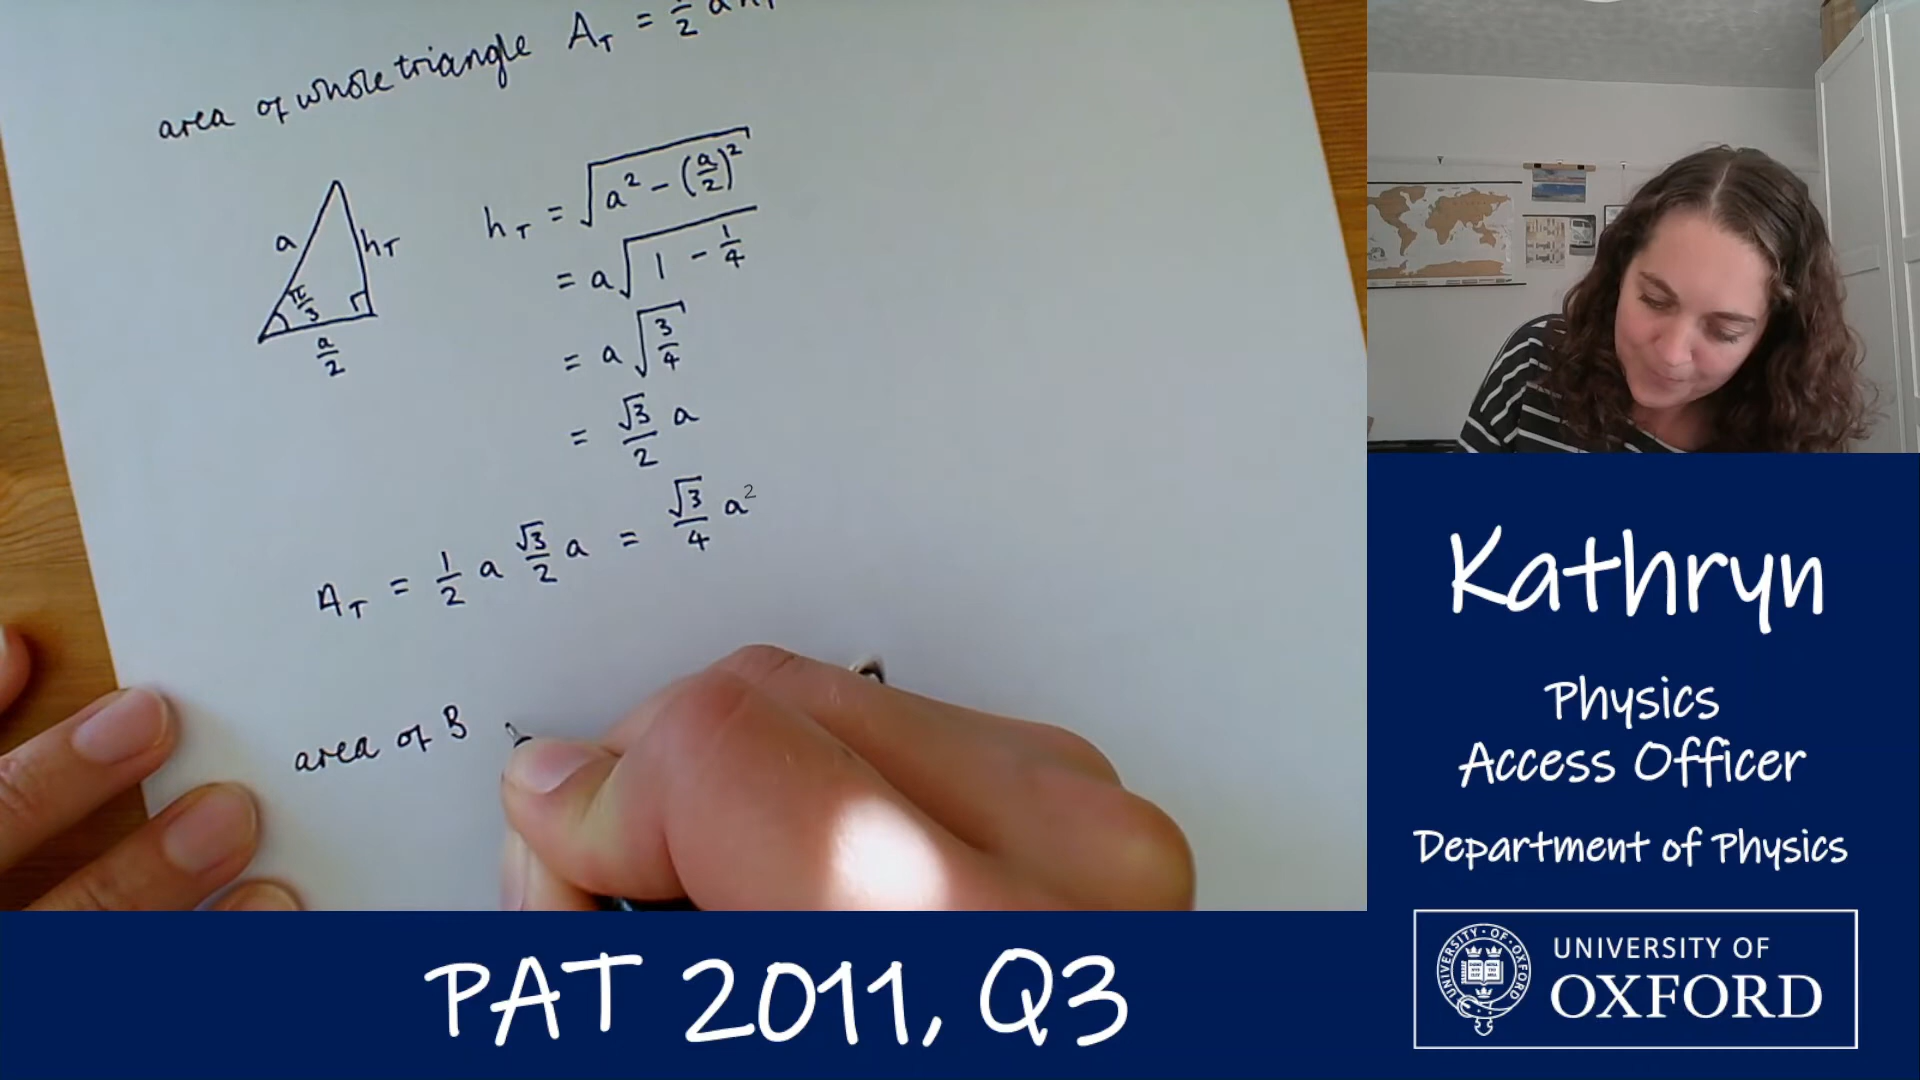 area of whole triangle A_T = 1/2 a h_T
a
h_T
π/3
a/2
h_T = √(a² − (a/2)²)
= a√(1 − 1/4)
= a√(3/4)
= √3/2 a
A_T = 1/2 a √3/2 a = √3/4 a²
area of B
Kathryn
Physics
Access Officer
Department of Physics
UNIVERSITY OF
OXFORD
PAT 2011, Q3